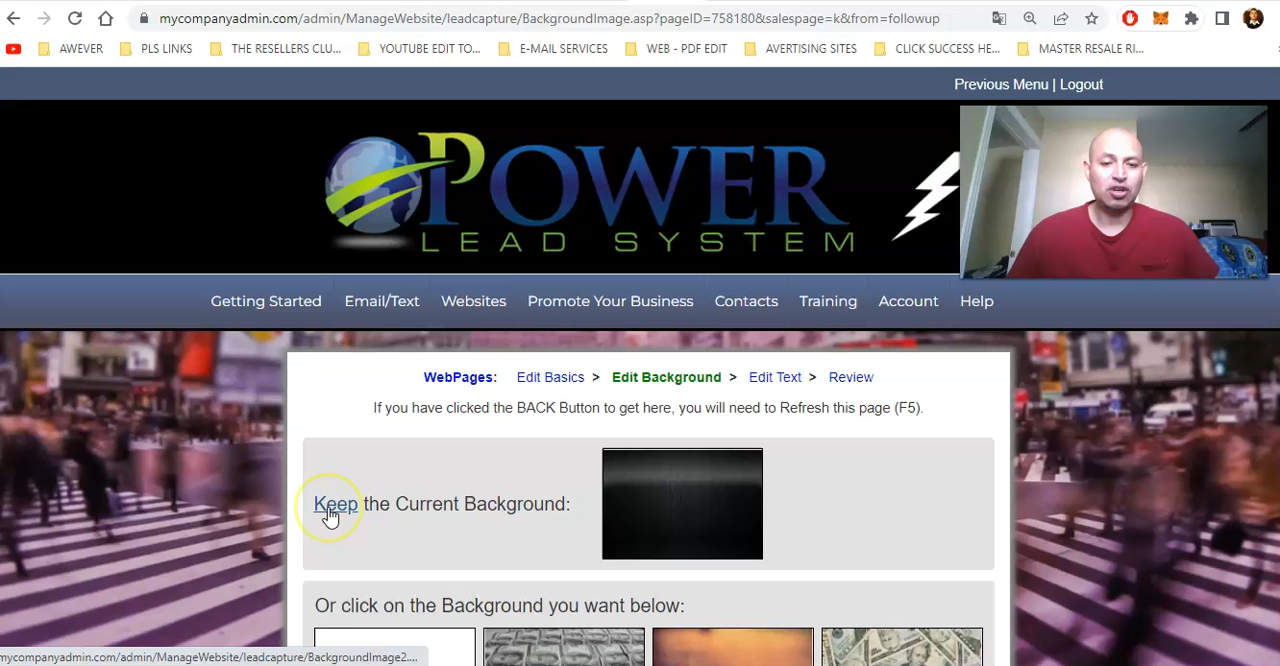 mycompanyadmin.com/admin/ManageWebsite/leadcapture/BackgroundImage.asp?pageID=758180&salespage=k&from=followup
AWEVER PLS LINKS THE RESELLERS CLU... YOUTUBE EDIT TO... E-MAIL SERVICES WEB - PDF EDIT AVERTISING SITES CLICK SUCCESS HE... MASTER RESALE RI...
Previous Menu | Logout
POWER
LEAD SYSTEM
Getting Started Email/Text Websites Promote Your Business Contacts Training Account Help
WebPages: Edit Basics > Edit Background > Edit Text > Review
If you have clicked the BACK Button to get here, you will need to Refresh this page (F5).
Keep the Current Background:
Or click on the Background you want below:
mycompanyadmin.com/admin/ManageWebsite/leadcapture/BackgroundImage2....